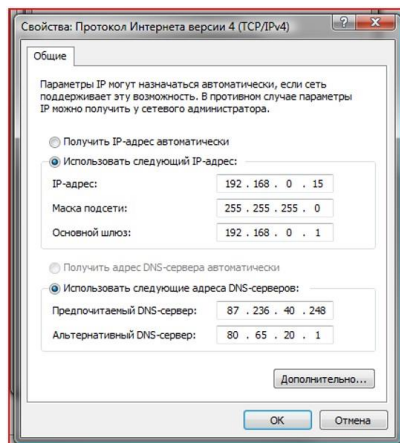 Свойства: Протокол Интернета версии 4 (TCP/IPv4)
Общие
Параметры IP могут назначаться автоматически, если сеть
поддерживает эту возможность. В противном случае параметры
IP можно получить у сетевого администратора.
Получить IP-адрес автоматически
Использовать следующий IP-адрес:
IP-адрес: 192 . 168 . 0 . 15
Маска подсети: 255 . 255 . 255 . 0
Основной шлюз: 192 . 168 . 0 . 1
Получить адрес DNS-сервера автоматически
Использовать следующие адреса DNS-серверов:
Предпочитаемый DNS-сервер: 87 . 236 . 40 . 248
Альтернативный DNS-сервер: 80 . 65 . 20 . 1
Дополнительно...
ОК Отмена